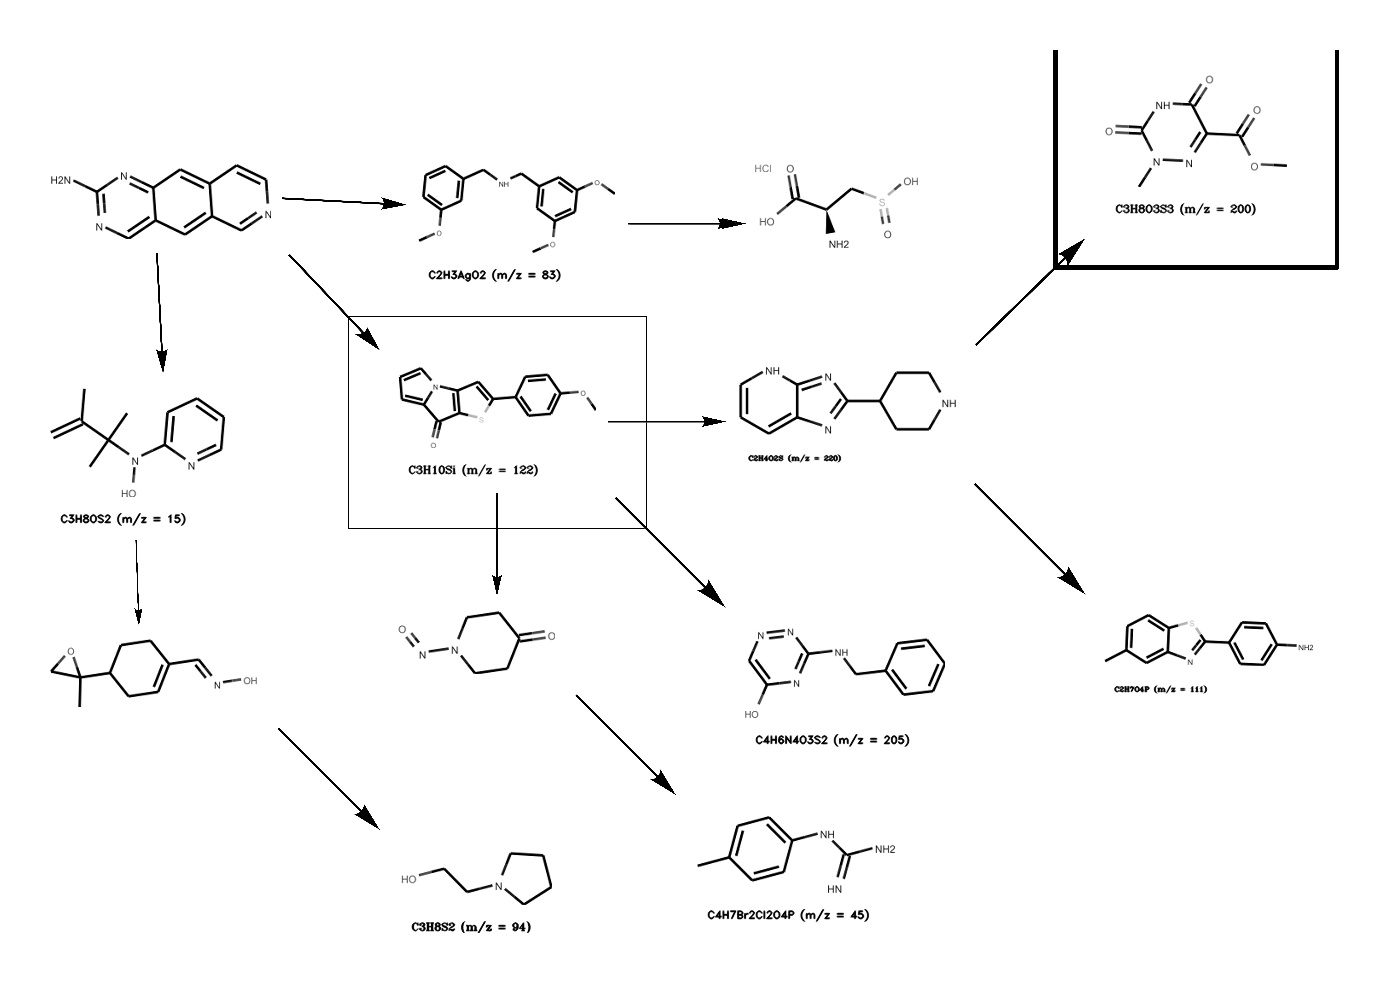 O
O
NH
O
O
O
N
N
C3H8O3S3 (m/z = 200)
H2N
N
N
N
NH
O
O
O
C2H3AgO2 (m/z = 83)
HCl
O
HO
NH2
S
OH
O
N
O
S
O
C3H10Si (m/z = 122)
NH
N
N
NH
C2H4O2S (m/z = 220)
N
HO
N
C3H8OS2 (m/z = 15)
O
N
OH
O
N
N
O
N
N
N
NH
HO
C4H6N4O3S2 (m/z = 205)
S
N
NH2
C2H7O4P (m/z = 111)
HO
N
C3H8S2 (m/z = 94)
NH
NH2
HN
C4H7Br2Cl2O4P (m/z = 45)